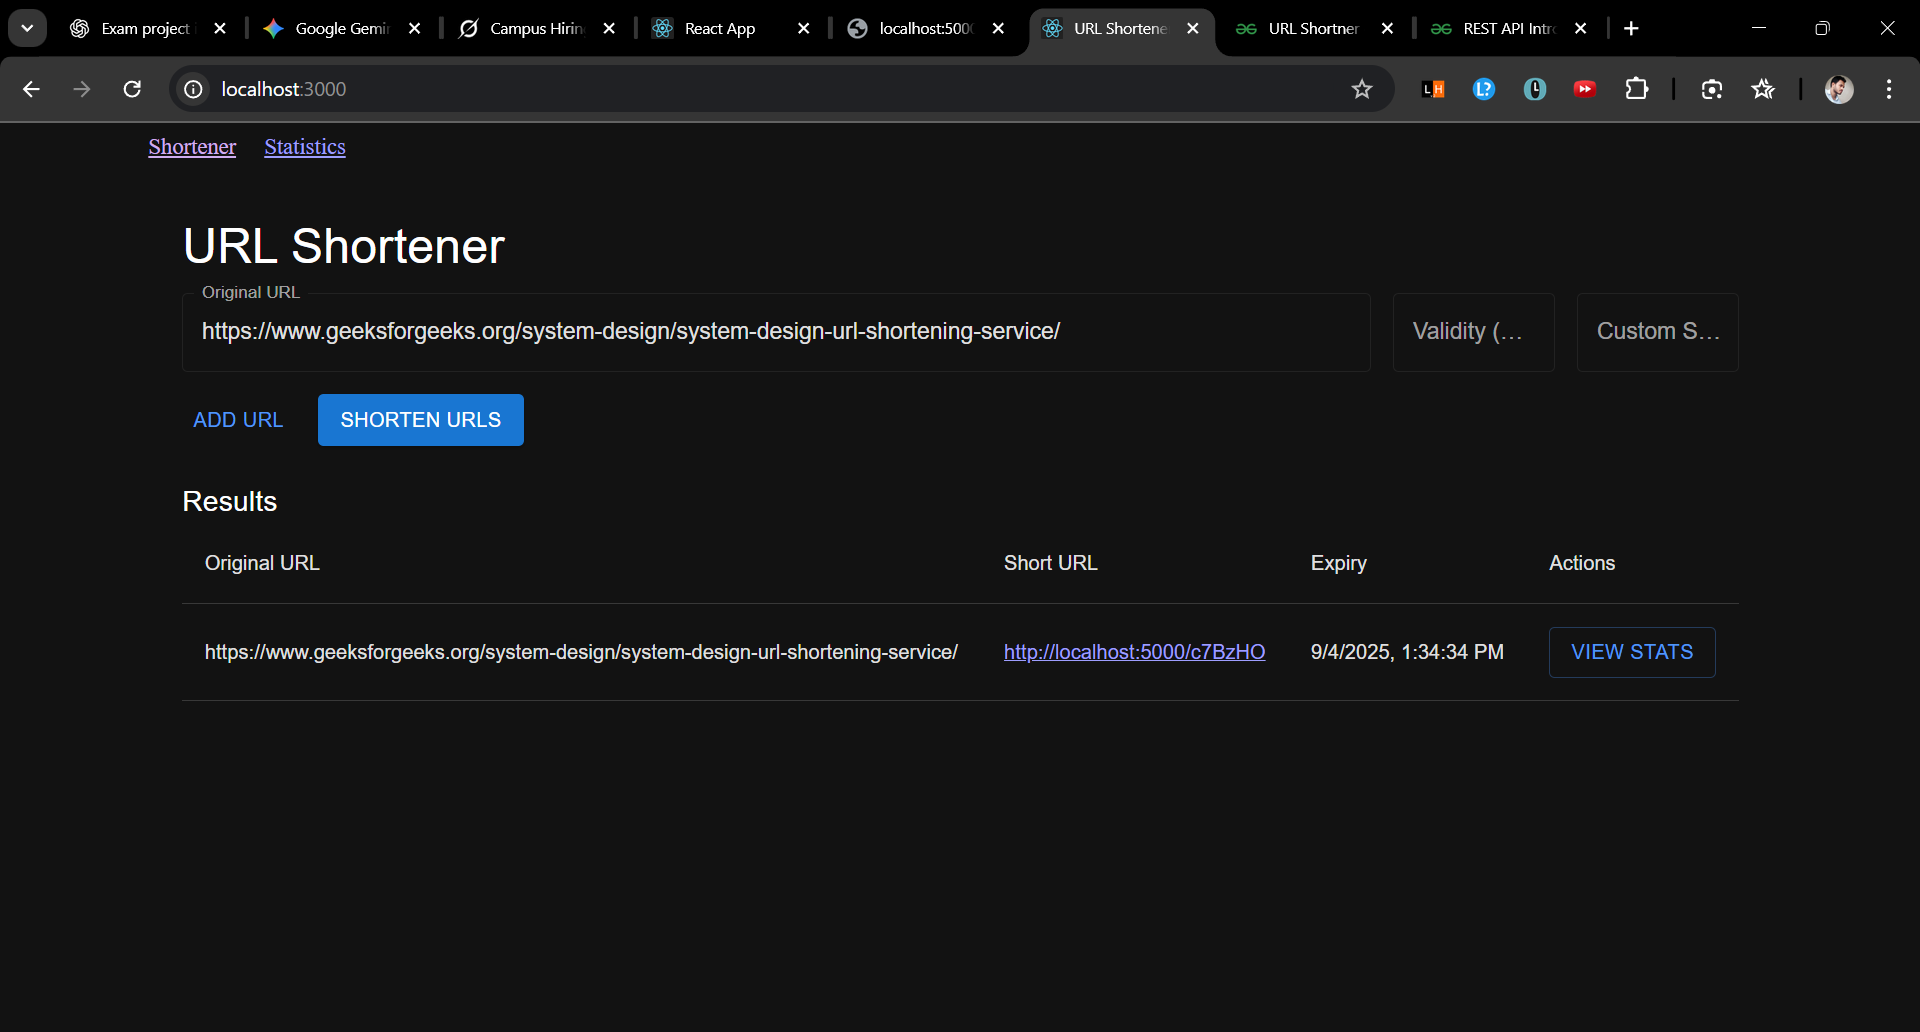 Exam project
Google Gemi
Campus Hirin
React App
localhost:500
URL Shortene
URL Shortner
REST API Intr
localhost:3000
LH
L?
L
Shortener Statistics
URL Shortener
Original URL
https://www.geeksforgeeks.org/system-design/system-design-url-shortening-service/
Validity (...
Custom S...
ADD URL
SHORTEN URLS
Results
Original URL Short URL Expiry Actions
https://www.geeksforgeeks.org/system-design/system-design-url-shortening-service/ http://localhost:5000/c7BzHO 9/4/2025, 1:34:34 PM VIEW STATS